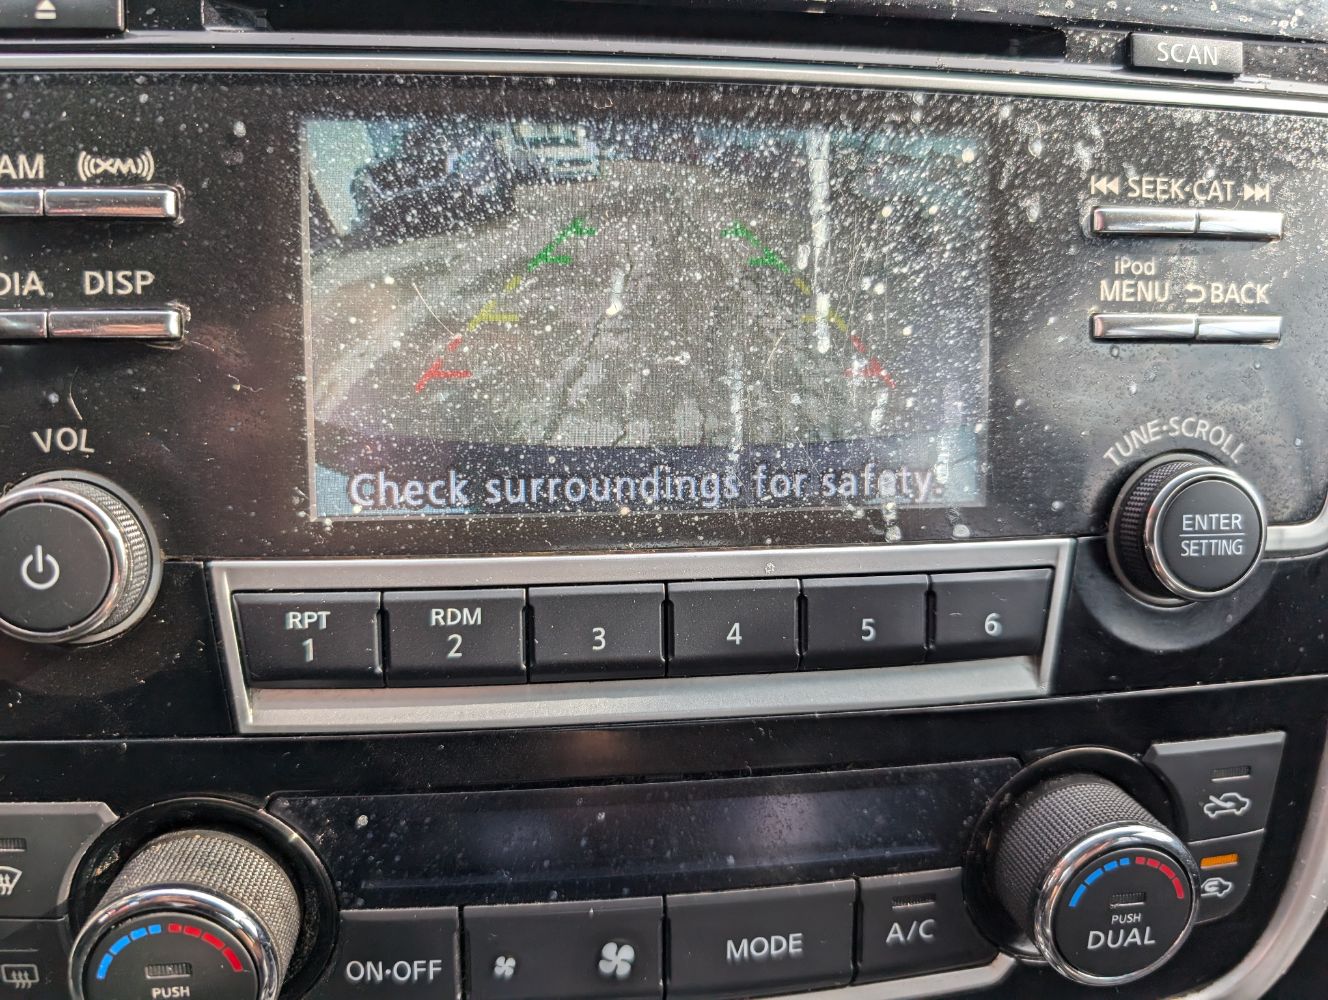 SCAN
AM
((XM))
SEEK·CAT
DISP
iPod
MENU
BACK
VOL
TUNE·SCROLL
Check surroundings for safety.
ENTER
SETTING
RPT
1
RDM
2
3
4
5
6
PUSH
ON·OFF
MODE
A/C
PUSH
DUAL